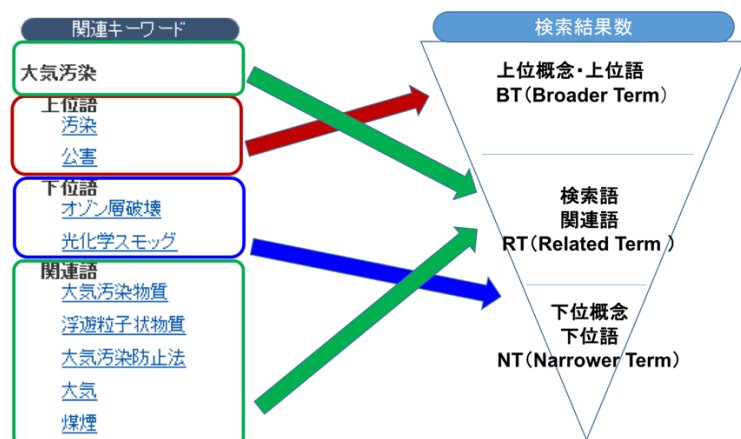 関連キーワード
大気汚染
上位語
汚染
公害
下位語
オゾン層破壊
光化学スモッグ
関連語
大気汚染物質
浮遊粒子状物質
大気汚染防止法
大気
煤煙
検索結果数
上位概念・上位語
BT(Broader Term)
検索語
関連語
RT(Related Term )
下位概念
下位語
NT(Narrower Term)